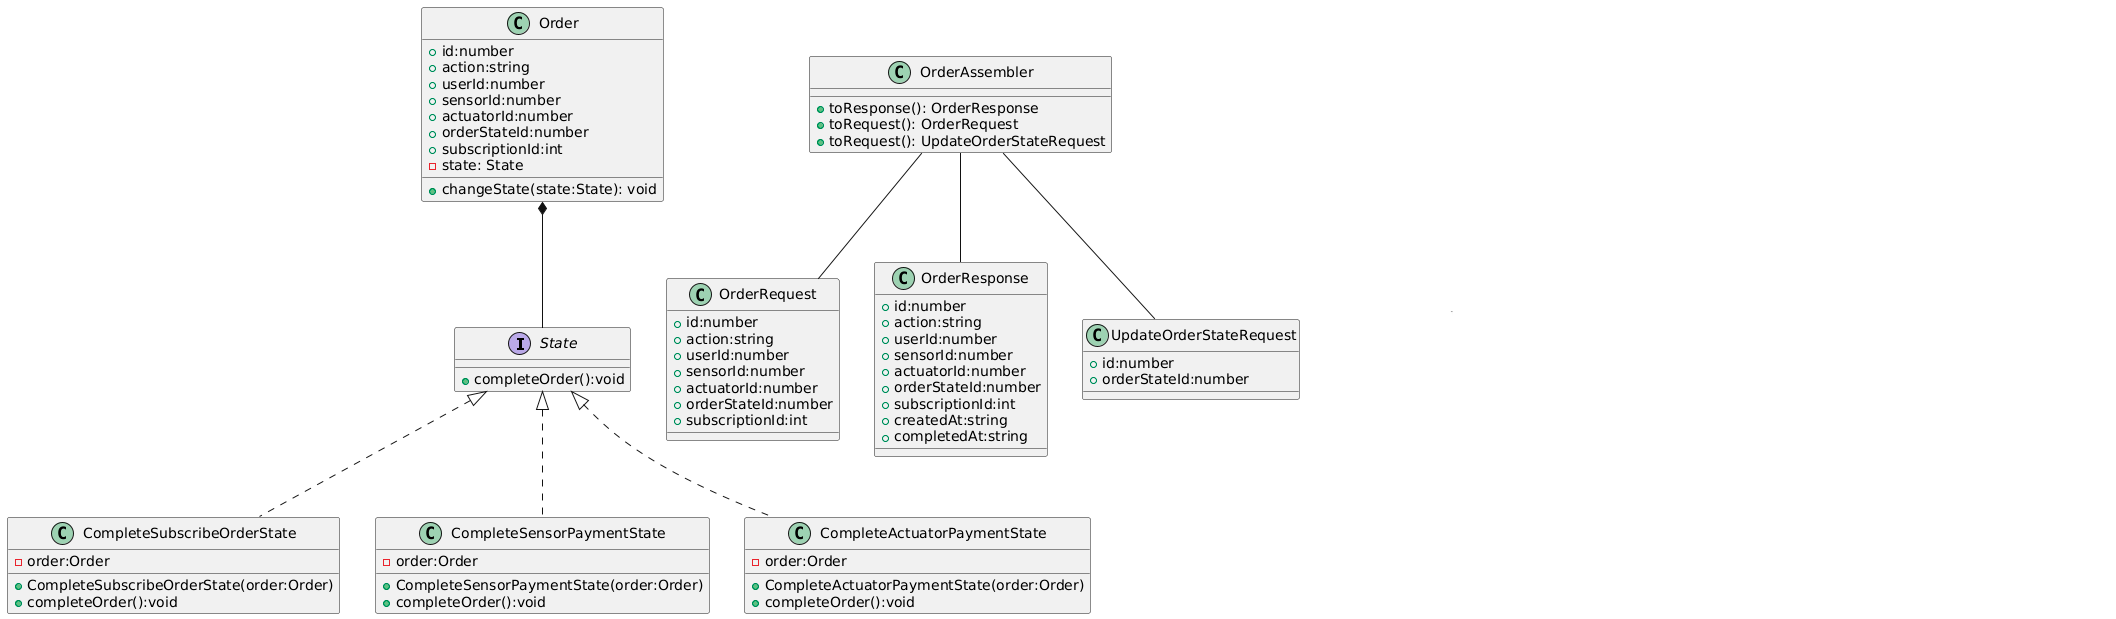 C Order
id:number
action:string
userId:number
sensorId:number
actuatorId:number
orderStateId:number
subscriptionId:int
state: State
changeState(state:State): void
C OrderAssembler
toResponse(): OrderResponse
toRequest(): OrderRequest
toRequest(): UpdateOrderStateRequest
C OrderRequest
id:number
action:string
userId:number
sensorId:number
actuatorId:number
orderStateId:number
subscriptionId:int
C OrderResponse
id:number
action:string
userId:number
sensorId:number
actuatorId:number
orderStateId:number
subscriptionId:int
createdAt:string
completedAt:string
C UpdateOrderStateRequest
id:number
orderStateId:number
I State
completeOrder():void
C CompleteSubscribeOrderState
order:Order
CompleteSubscribeOrderState(order:Order)
completeOrder():void
C CompleteSensorPaymentState
order:Order
CompleteSensorPaymentState(order:Order)
completeOrder():void
C CompleteActuatorPaymentState
order:Order
CompleteActuatorPaymentState(order:Order)
completeOrder():void